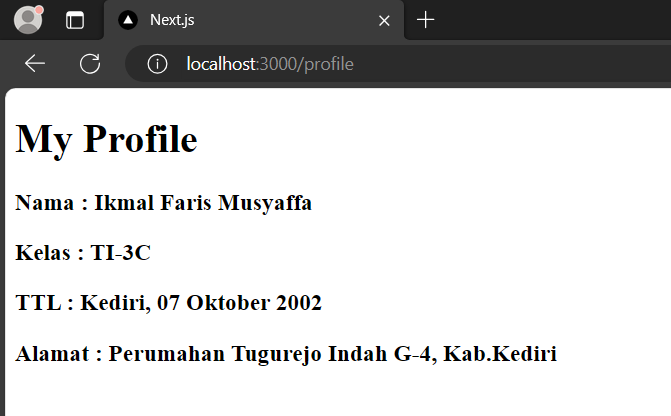 Next.js
localhost:3000/profile
My Profile
Nama : Ikmal Faris Musyaffa
Kelas : TI-3C
TTL : Kediri, 07 Oktober 2002
Alamat : Perumahan Tugurejo Indah G-4, Kab.Kediri